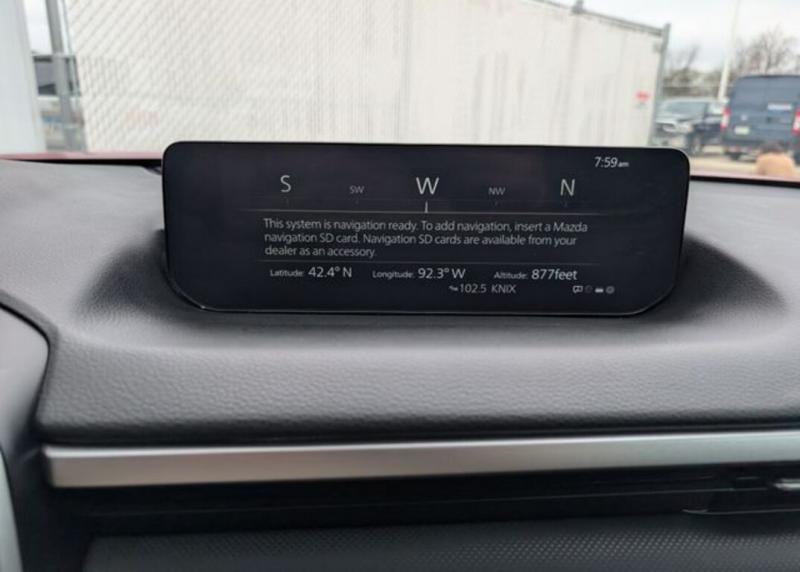 7:59am
S SW W NW N
This system is navigation ready. To add navigation, insert a Mazda
navigation SD card. Navigation SD cards are available from your
dealer as an accessory.
Latitude: 42.4° N Longitude: 92.3° W Altitude: 877feet
102.5 KNIX